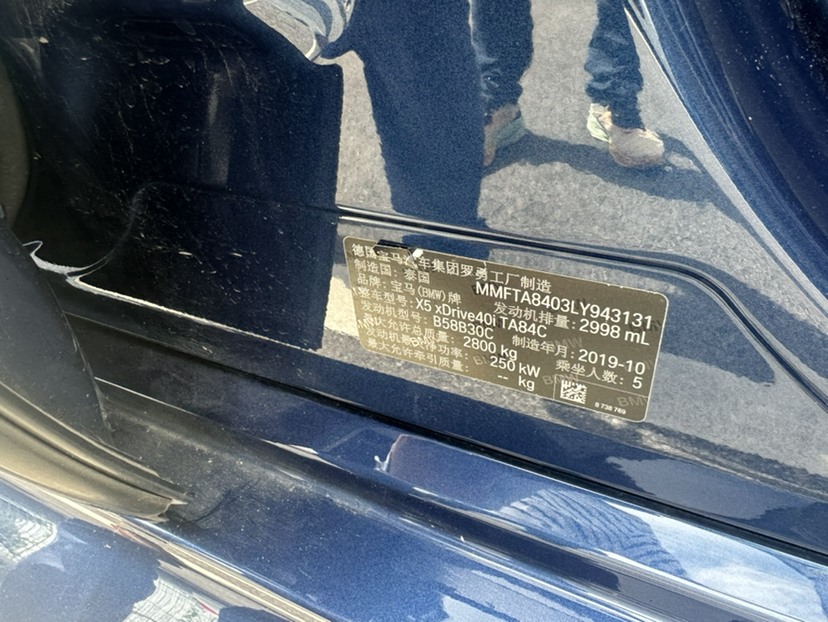 德国宝马汽车集团罗勇工厂制造
制造国：泰国 MMFTA8403LY943131
品牌：宝马(BMW)牌 发动机排量：2998 mL
整车型号：X5 xDrive40i TA84C
发动机型号：B58B30C 制造年月：2019-10
最大允许总质量：2800 kg 乘坐人数：5
发动机最大净功率：250 kW
最大允许牵引质量：-- kg
8 738 769